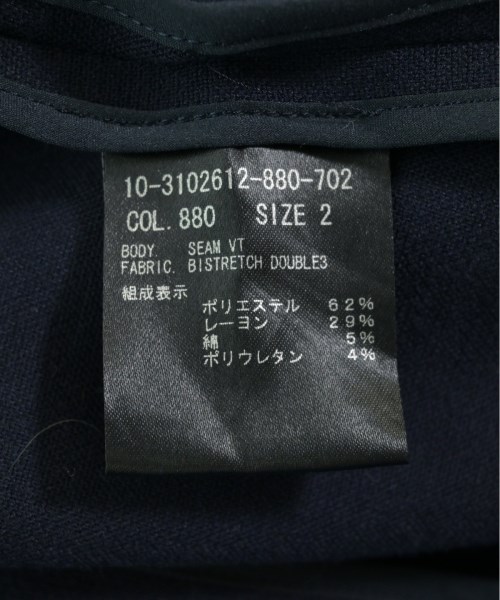 10-3102612-880-702
COL. 880 SIZE 2
BODY. SEAM VT
FABRIC. BISTRETCH DOUBLE3
組成表示
ポリエステル 62%
レーヨン 29%
綿 5%
ポリウレタン 4%